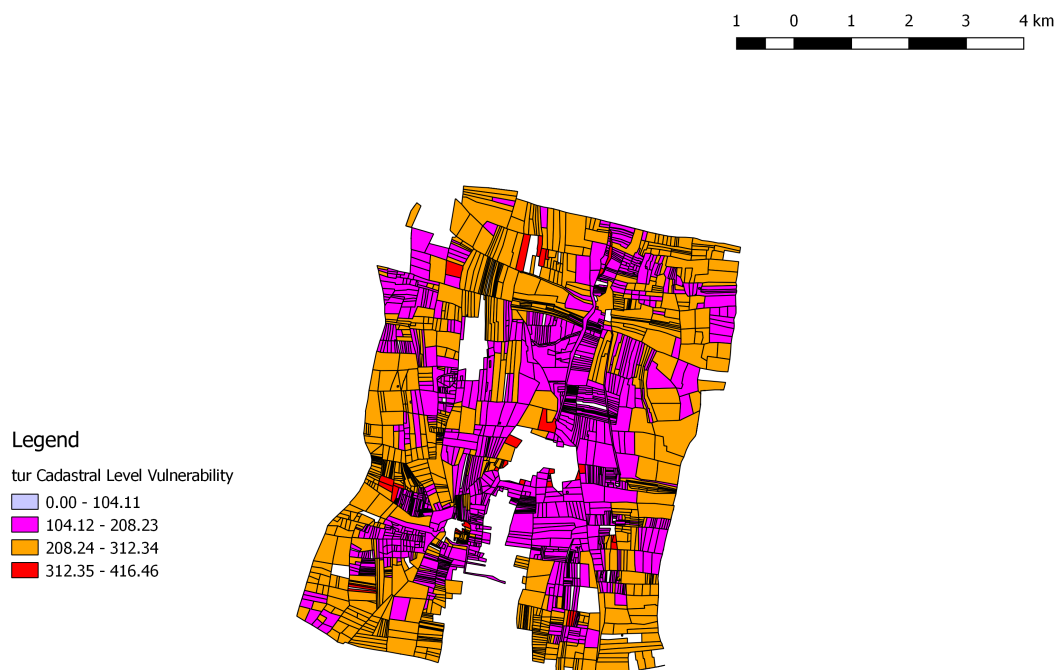 1 0 1 2 3 4 km
Legend
tur Cadastral Level Vulnerability
0.00 - 104.11
104.12 - 208.23
208.24 - 312.34
312.35 - 416.46